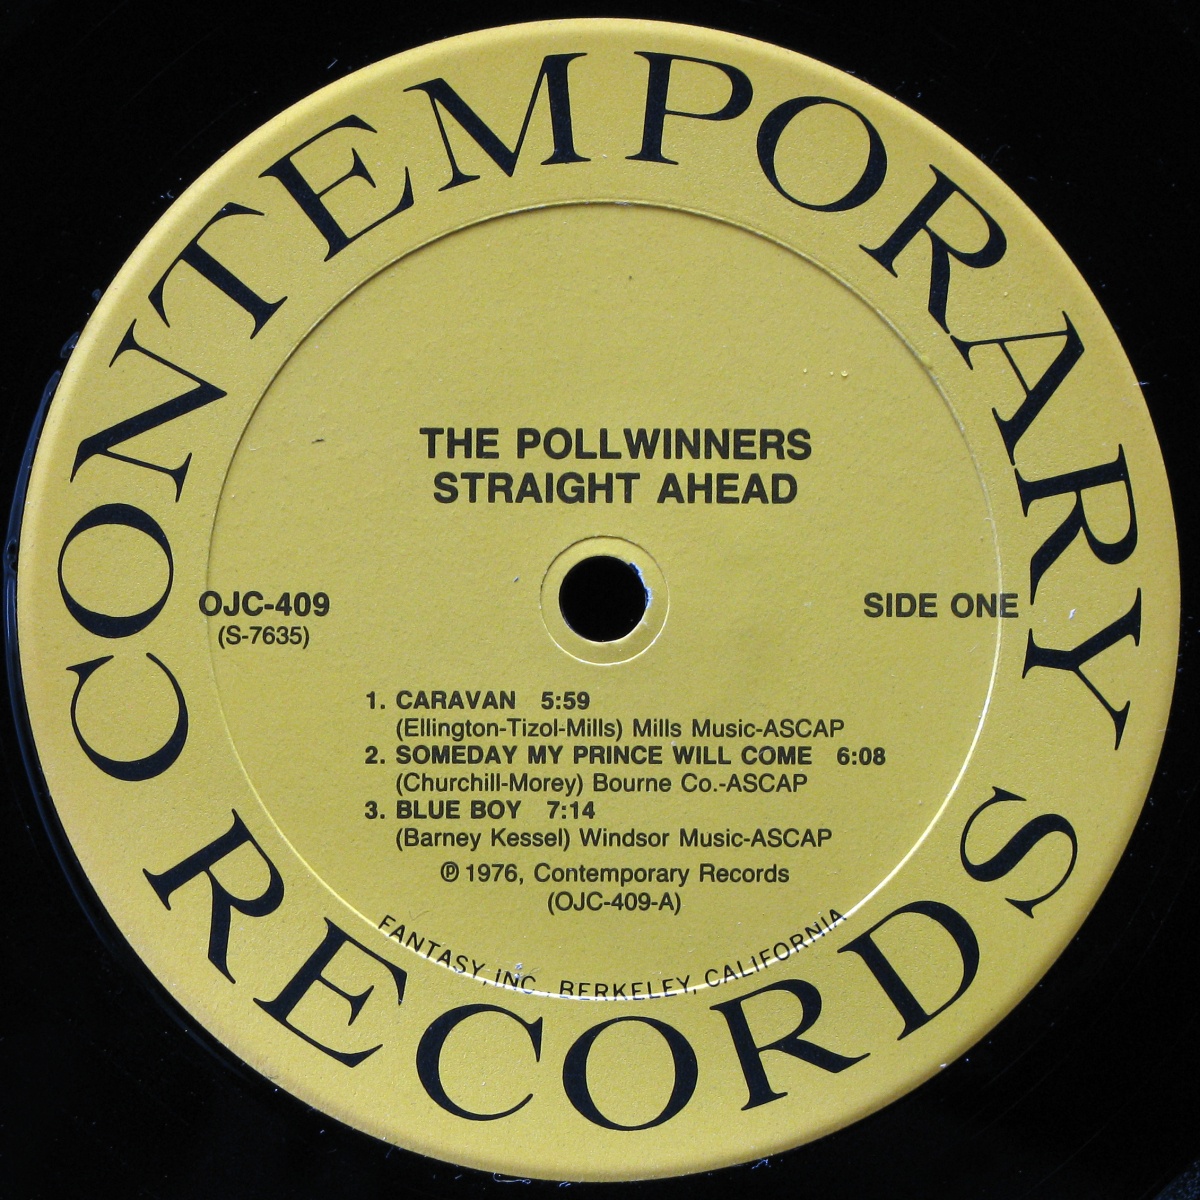 CONTEMPORARY
THE POLLWINNERS
STRAIGHT AHEAD
OJC-409
(S-7635)
SIDE ONE
1. CARAVAN 5:59
(Ellington-Tizol-Mills) Mills Music-ASCAP
2. SOMEDAY MY PRINCE WILL COME 6:08
(Churchill-Morey) Bourne Co.-ASCAP
3. BLUE BOY 7:14
(Barney Kessel) Windsor Music-ASCAP
℗ 1976, Contemporary Records
(OJC-409-A)
FANTASY, INC., BERKELEY, CALIFORNIA
RECORDS